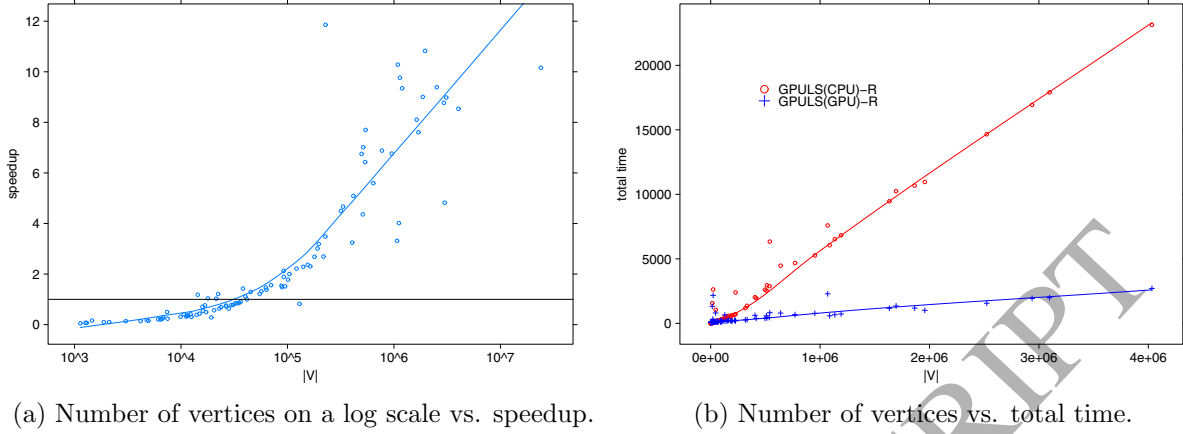 12
10
8
6
4
2
0
speedup
10^3
10^4
10^5
10^6
10^7
|V|
(a) Number of vertices on a log scale vs. speedup.
20000
15000
10000
5000
0
total time
GPULS(CPU)−R
GPULS(GPU)−R
0e+00
1e+06
2e+06
3e+06
4e+06
|V|
(b) Number of vertices vs. total time.
RIPT